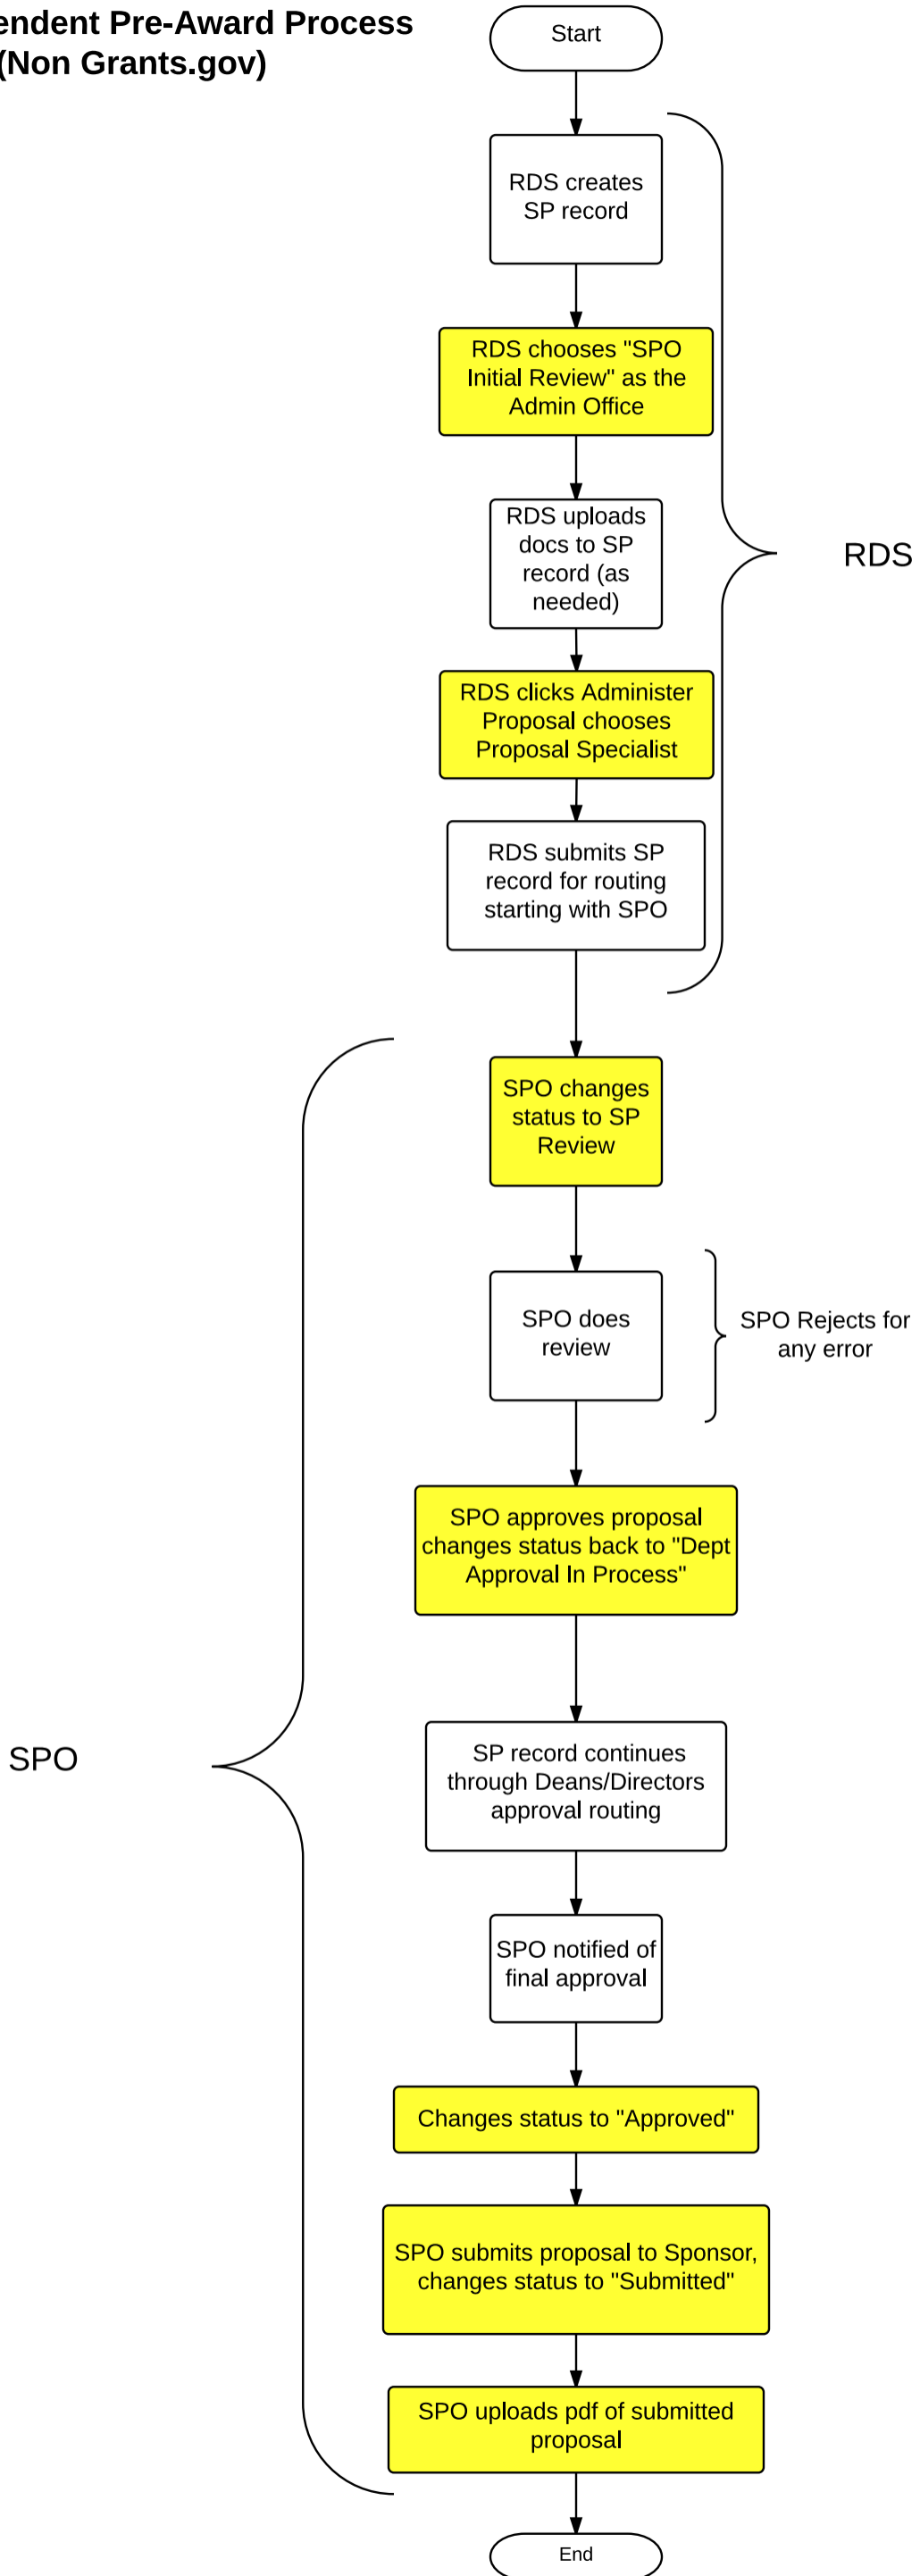 endent Pre-Award Process
(Non Grants.gov)
Start
RDS creates
SP record
RDS chooses "SPO
Initial Review" as the
Admin Office
RDS uploads
docs to SP
record (as
needed)
RDS
RDS clicks Administer
Proposal chooses
Proposal Specialist
RDS submits SP
record for routing
starting with SPO
SPO changes
status to SP
Review
SPO does
review
SPO Rejects for
any error
SPO approves proposal
changes status back to "Dept
Approval In Process"
SPO
SP record continues
through Deans/Directors
approval routing
SPO notified of
final approval
Changes status to "Approved"
SPO submits proposal to Sponsor,
changes status to "Submitted"
SPO uploads pdf of submitted
proposal
End